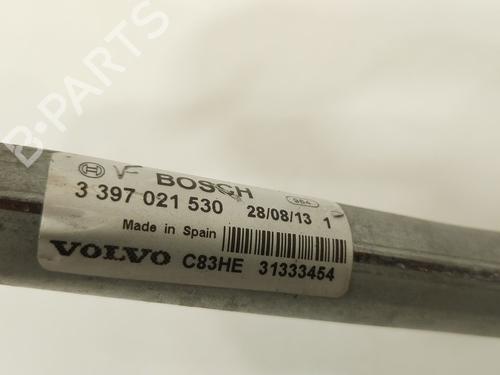 B-PARTS
BOSCH
3 397 021 530 28/08/13 1
Made in Spain
VOLVO C83HE 31333454